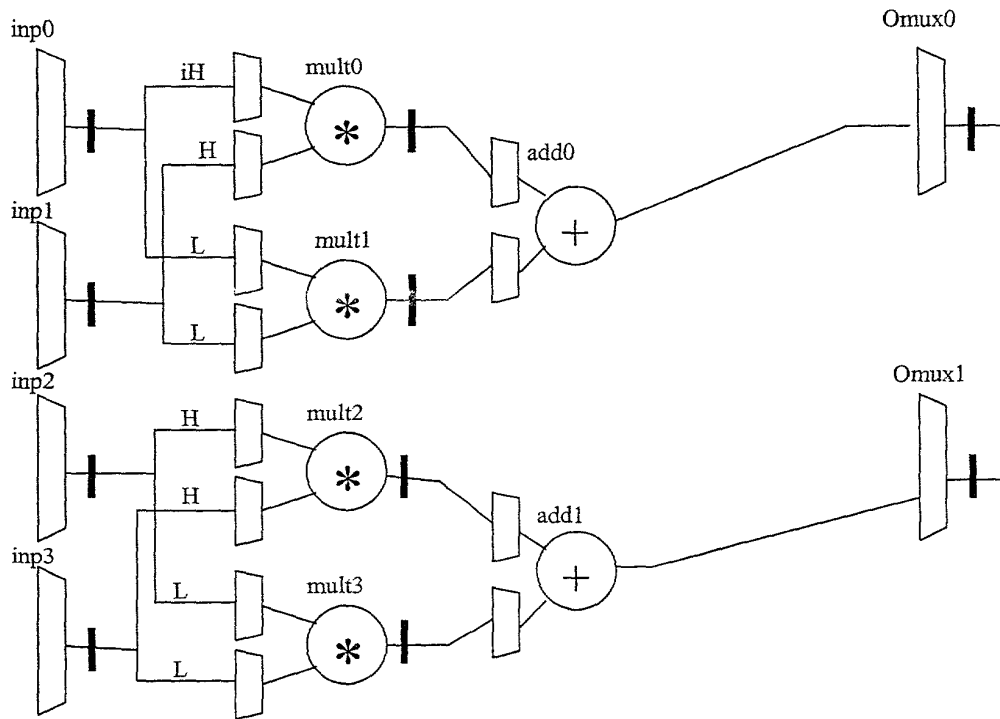 inp0
Omux0
iH
mult0
*
H
add0
+
inp1
L
mult1
*
L
inp2
Omux1
H
mult2
*
H
add1
+
inp3
L
mult3
*
L